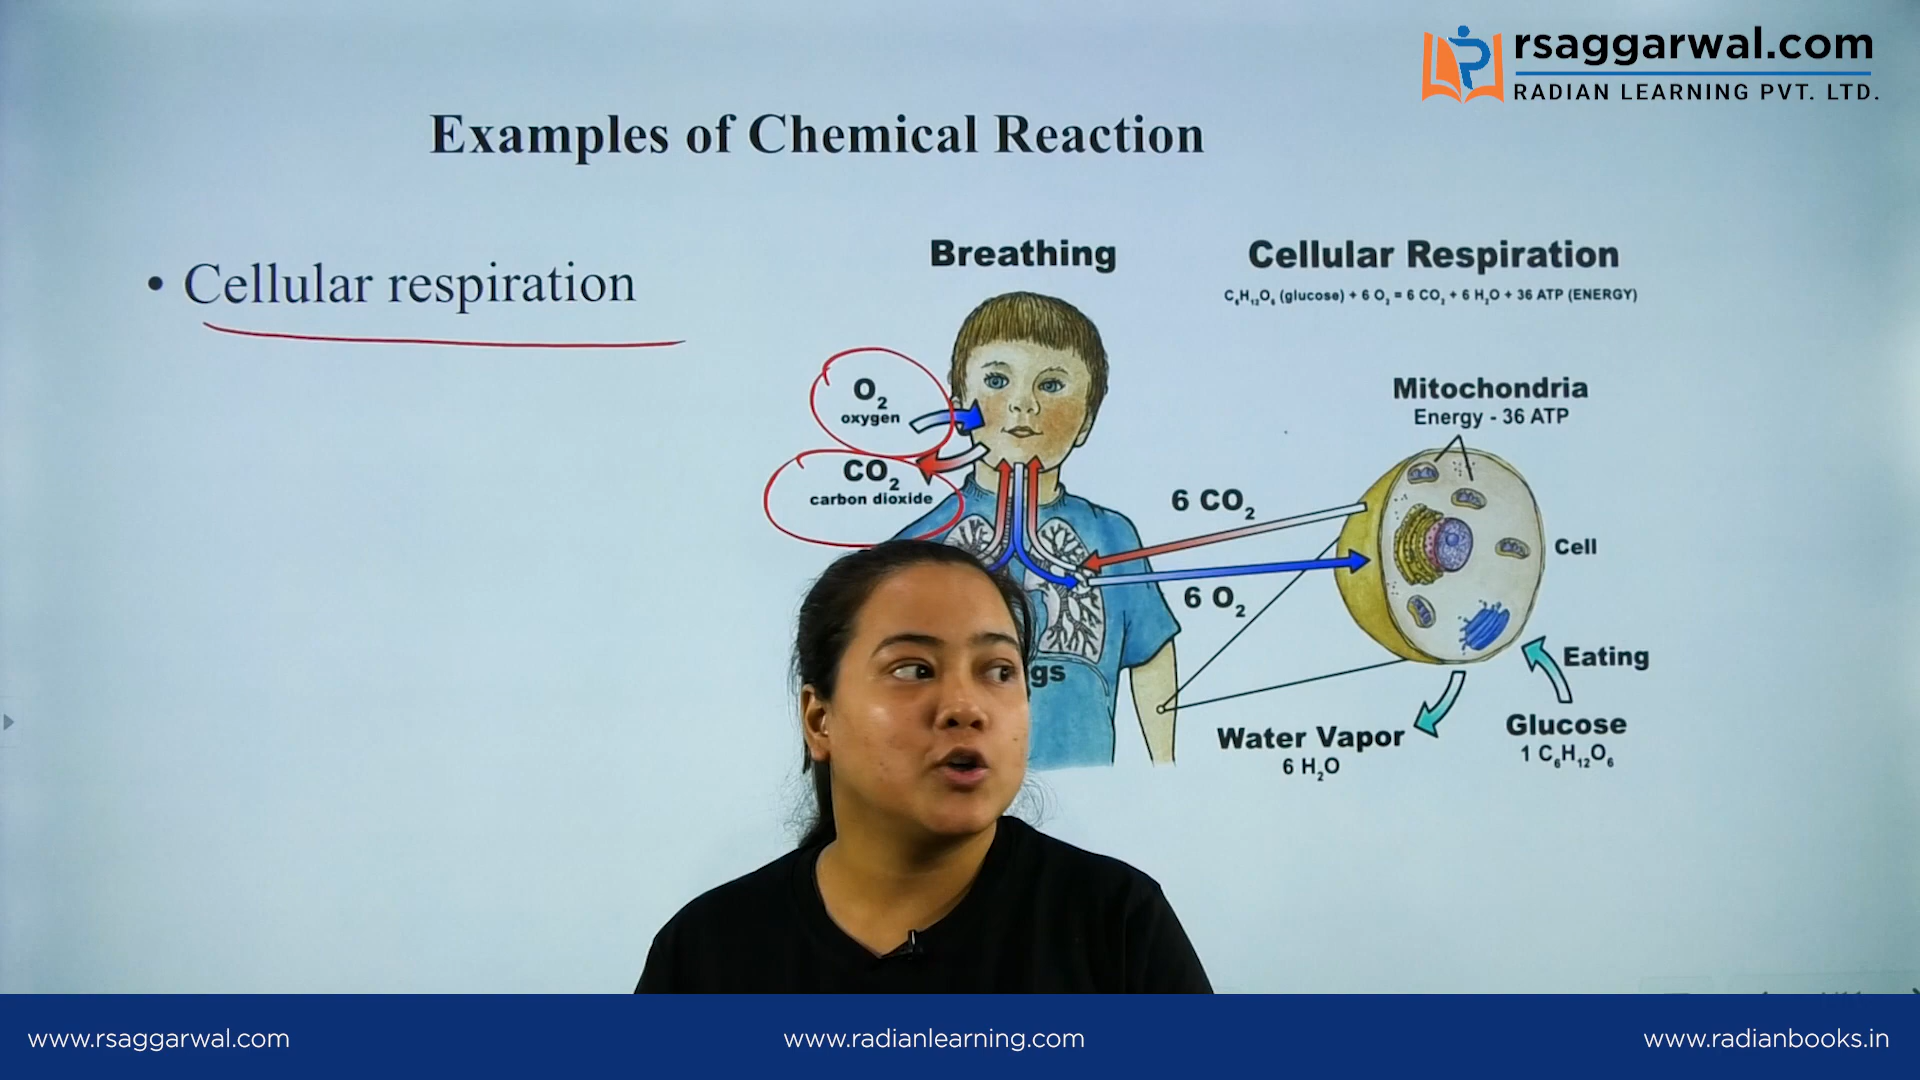 rsaggarwal.com
RADIAN LEARNING PVT. LTD.
Examples of Chemical Reaction
• Cellular respiration
Breathing
Cellular Respiration
C₆H₁₂O₆ (glucose) + 6 O₂ = 6 CO₂ + 6 H₂O + 36 ATP (ENERGY)
O₂
oxygen
CO₂
carbon dioxide
Mitochondria
Energy - 36 ATP
6 CO₂
Cell
6 O₂
Eating
Water Vapor
6 H₂O
Glucose
1 C₆H₁₂O₆
www.rsaggarwal.com
www.radianlearning.com
www.radianbooks.in